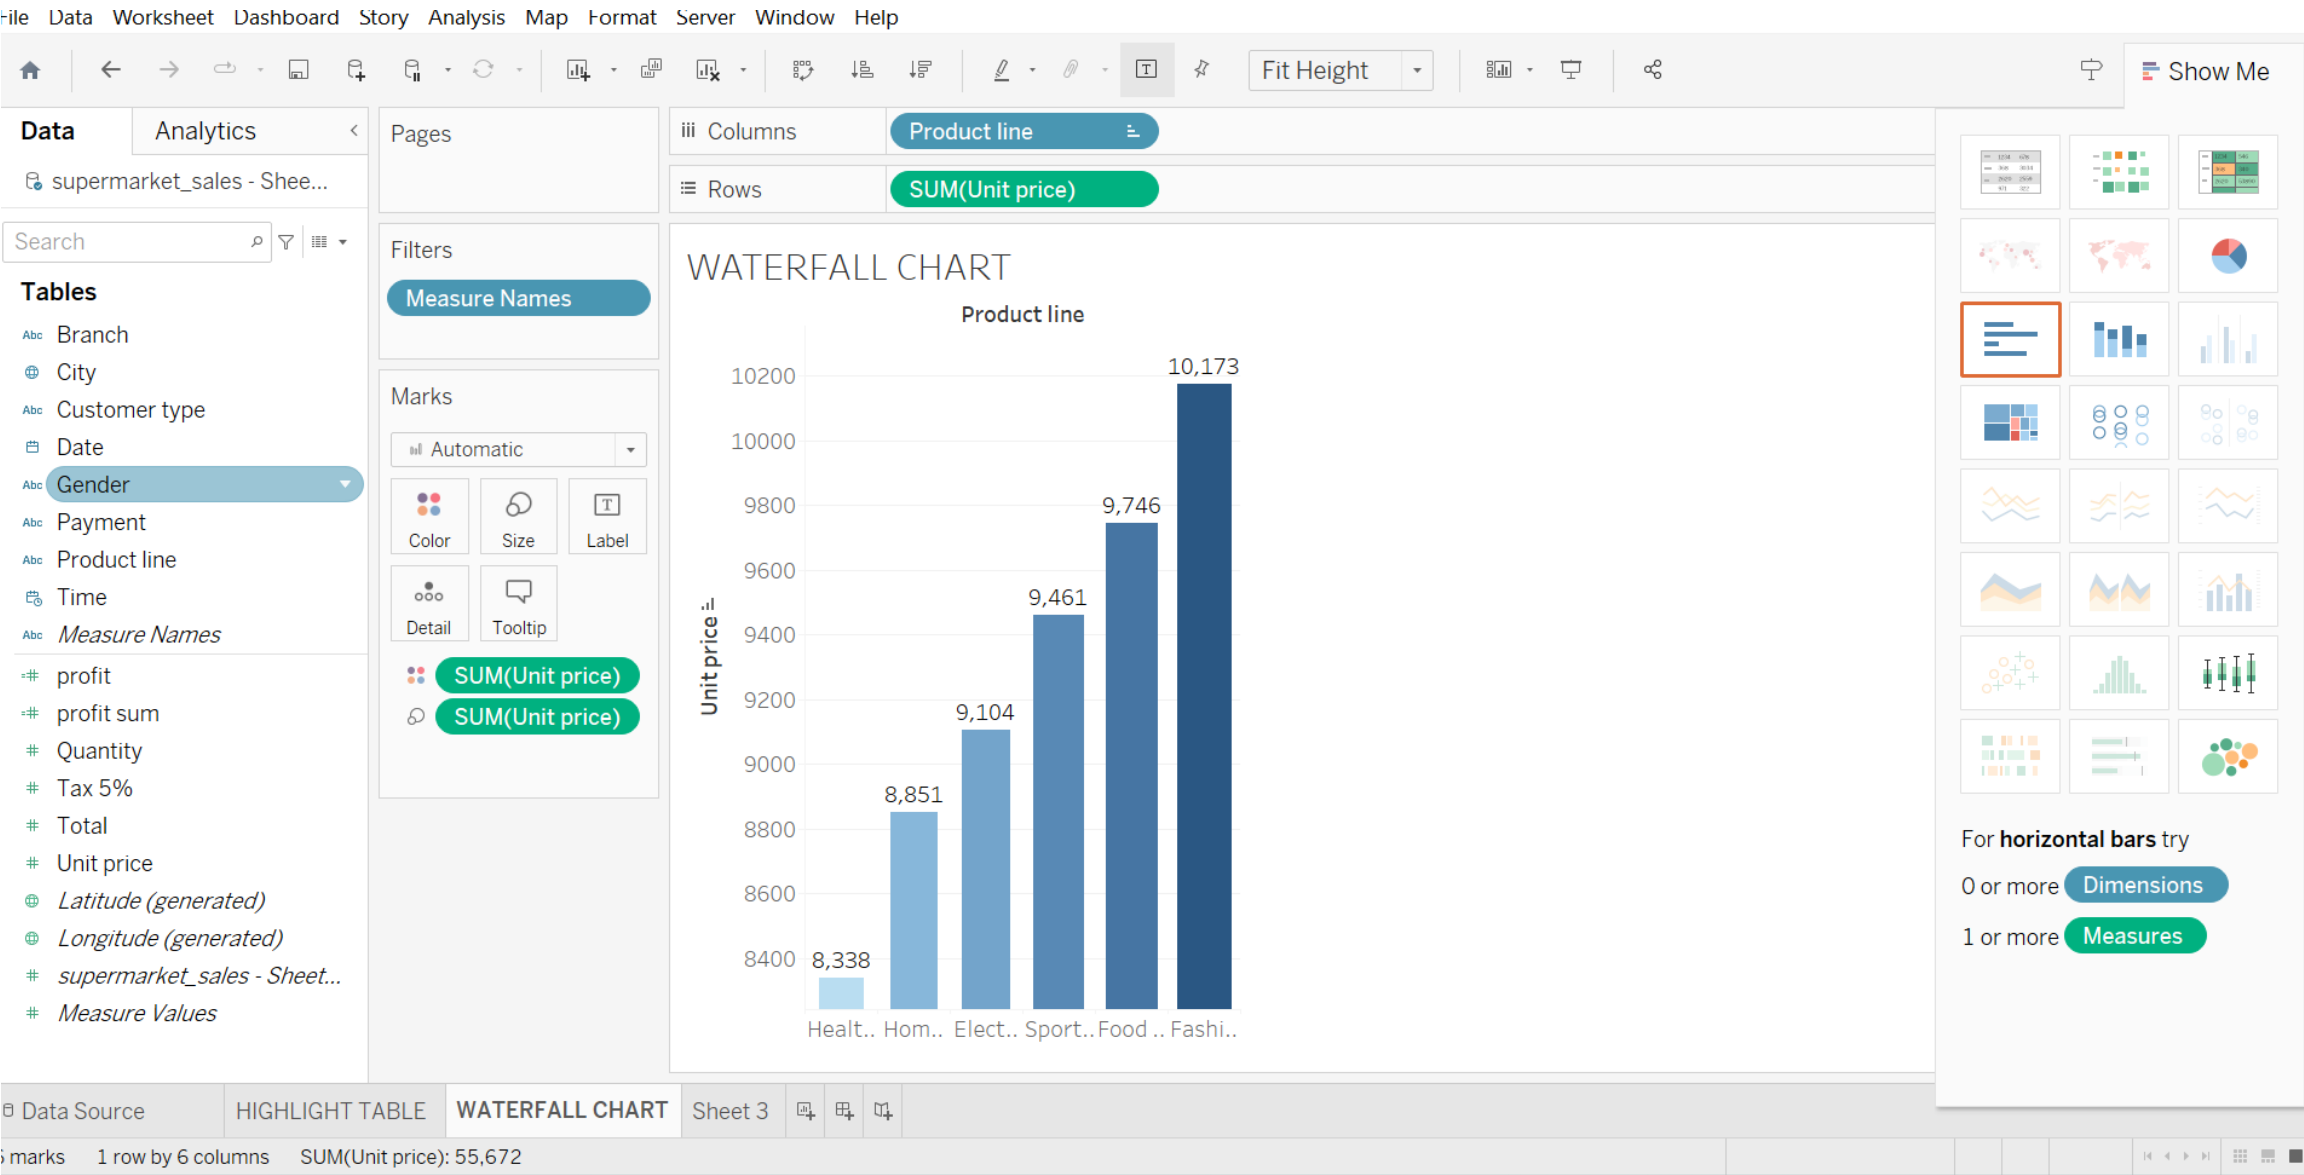 File Data Worksheet Dashboard Story Analysis Map Format Server Window Help
Fit Height
Show Me
Data Analytics
supermarket_sales - Shee...
Search
Tables
Abc Branch
City
Abc Customer type
Date
Abc Gender
Abc Payment
Abc Product line
Time
Abc Measure Names
profit
profit sum
Quantity
Tax 5%
Total
Unit price
Latitude (generated)
Longitude (generated)
supermarket_sales - Sheet...
Measure Values
Pages
Filters
Measure Names
Marks
Automatic
Color Size Label
Detail Tooltip
SUM(Unit price)
SUM(Unit price)
Columns Product line
Rows SUM(Unit price)
WATERFALL CHART
Product line
Unit price
10200
10000
9800
9600
9400
9200
9000
8800
8600
8400
8,338
8,851
9,104
9,461
9,746
10,173
Healt.. Hom.. Elect.. Sport.. Food .. Fashi..
For horizontal bars try
0 or more Dimensions
1 or more Measures
Data Source HIGHLIGHT TABLE WATERFALL CHART Sheet 3
marks 1 row by 6 columns SUM(Unit price): 55,672